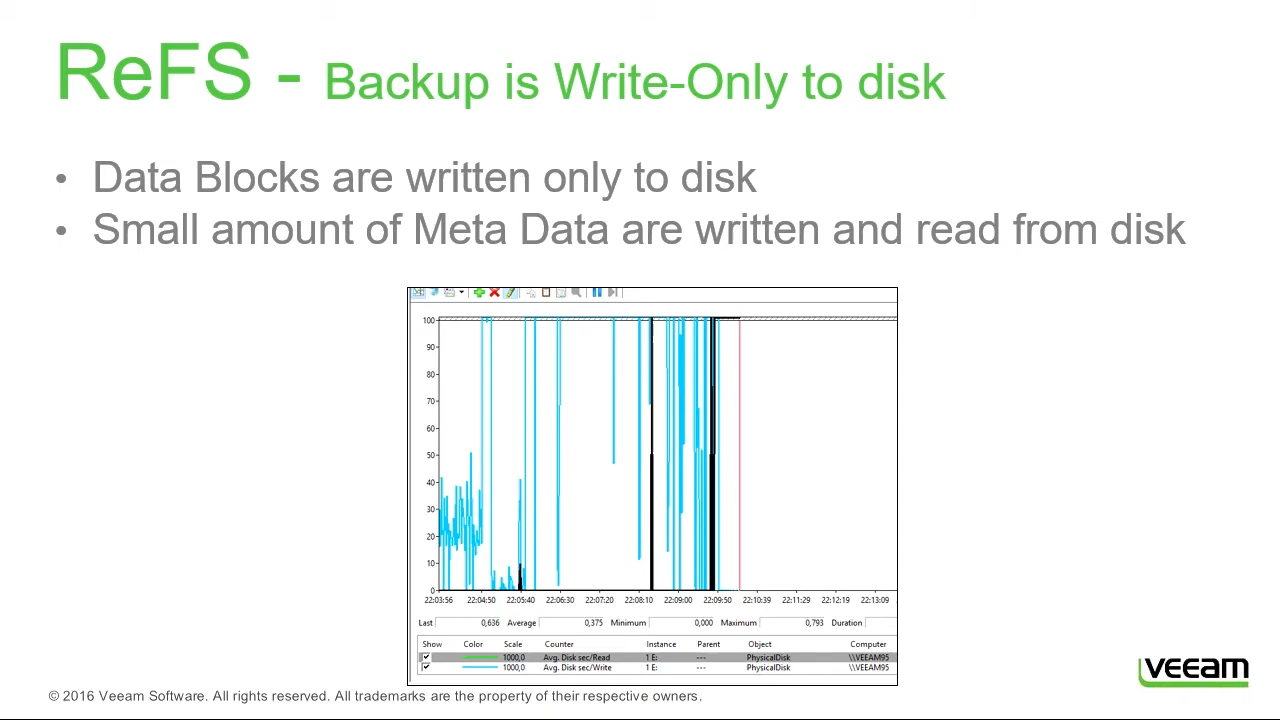 ReFS - Backup is Write-Only to disk
• Data Blocks are written only to disk
• Small amount of Meta Data are written and read from disk
100
90
80
70
60
50
40
30
20
10
0
22:03:56 22:04:50 22:05:40 22:06:30 22:07:20 22:08:10 22:09:00 22:09:50 22:10:39 22:11:29 22:12:19 22:13:09
Last 0,636 Average 0,375 Minimum 0,000 Maximum 0,793 Duration
Show Color Scale Counter Instance Parent Object Computer
1000,0 Avg. Disk sec/Read 1 E: --- PhysicalDisk \\VEEAM95
1000,0 Avg. Disk sec/Write 1 E: --- PhysicalDisk \\VEEAM95
veeam
© 2016 Veeam Software. All rights reserved. All trademarks are the property of their respective owners.